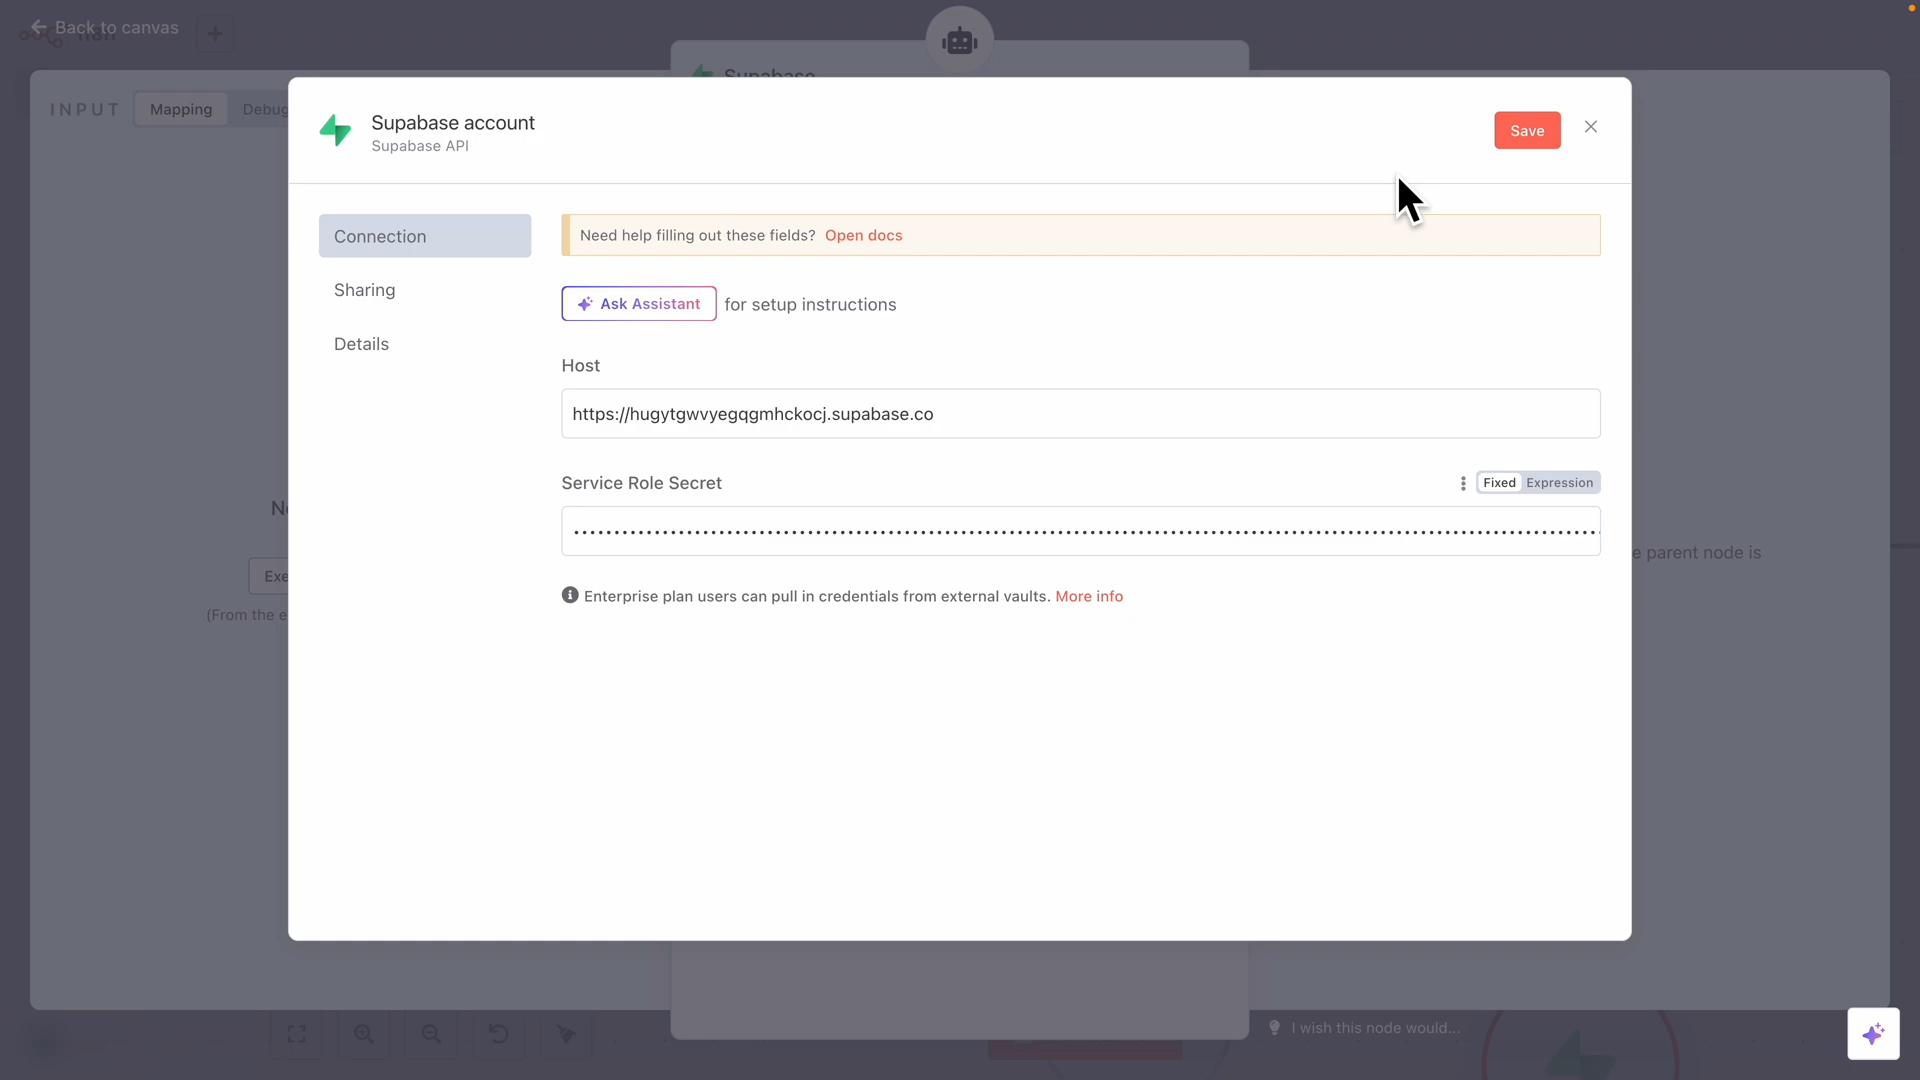 Back to canvas
Supabase
INPUT Mapping Debug
Supabase account
Supabase API
Save
Connection
Sharing
Details
Need help filling out these fields? Open docs
Ask Assistant for setup instructions
Host
https://hugytgwvyegqgmhckocj.supabase.co
Service Role Secret
Fixed Expression
Enterprise plan users can pull in credentials from external vaults. More info
(From the e
parent node is
I wish this node would...